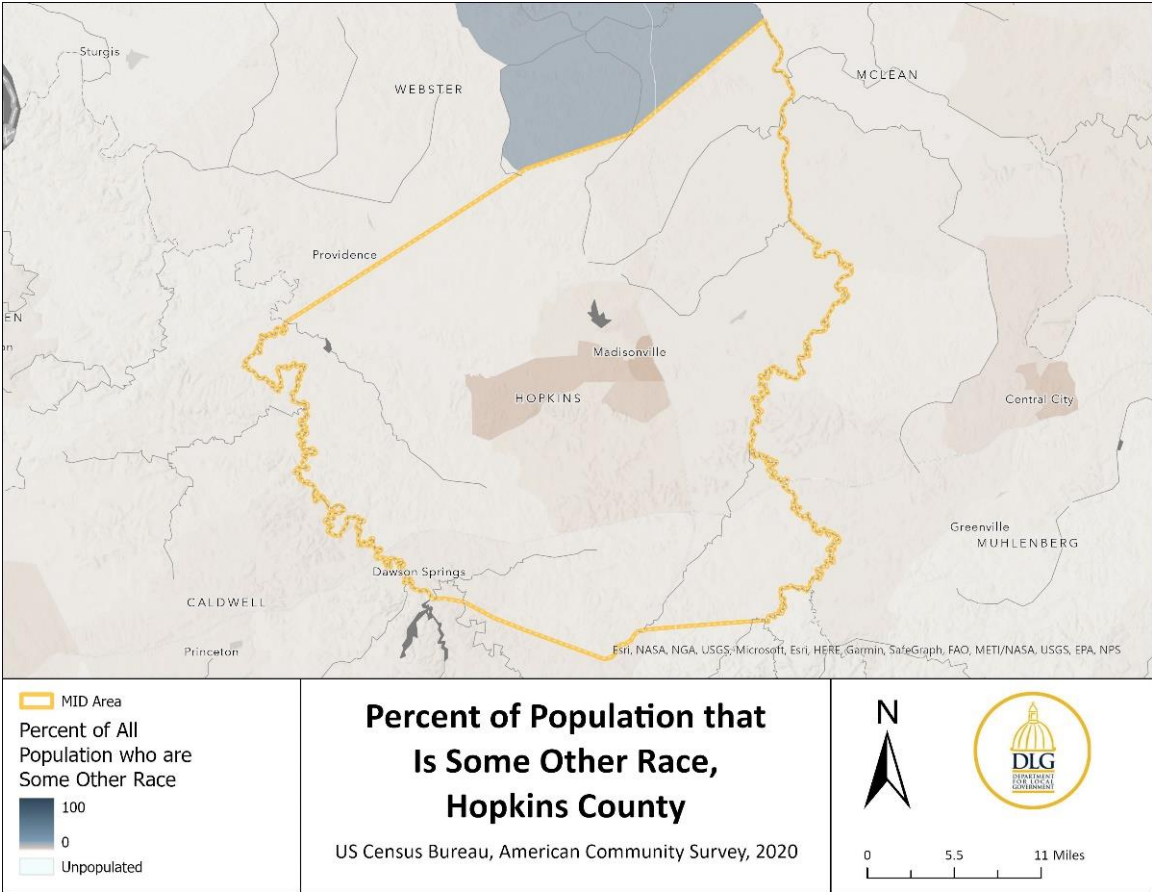 Sturgis
WEBSTER
MCLEAN
Providence
EN
on
Madisonville
HOPKINS
Central City
Greenville
MUHLENBERG
Dawson Springs
CALDWELL
Princeton
Esri, NASA, NGA, USGS, Microsoft, Esri, HERE, Garmin, SafeGraph, FAO, METI/NASA, USGS, EPA, NPS
MID Area
Percent of All
Population who are
Some Other Race
100
0
Unpopulated
Percent of Population that
Is Some Other Race,
Hopkins County
US Census Bureau, American Community Survey, 2020
N
DLG
DEPARTMENT
FOR LOCAL
GOVERNMENT
0 5.5 11 Miles